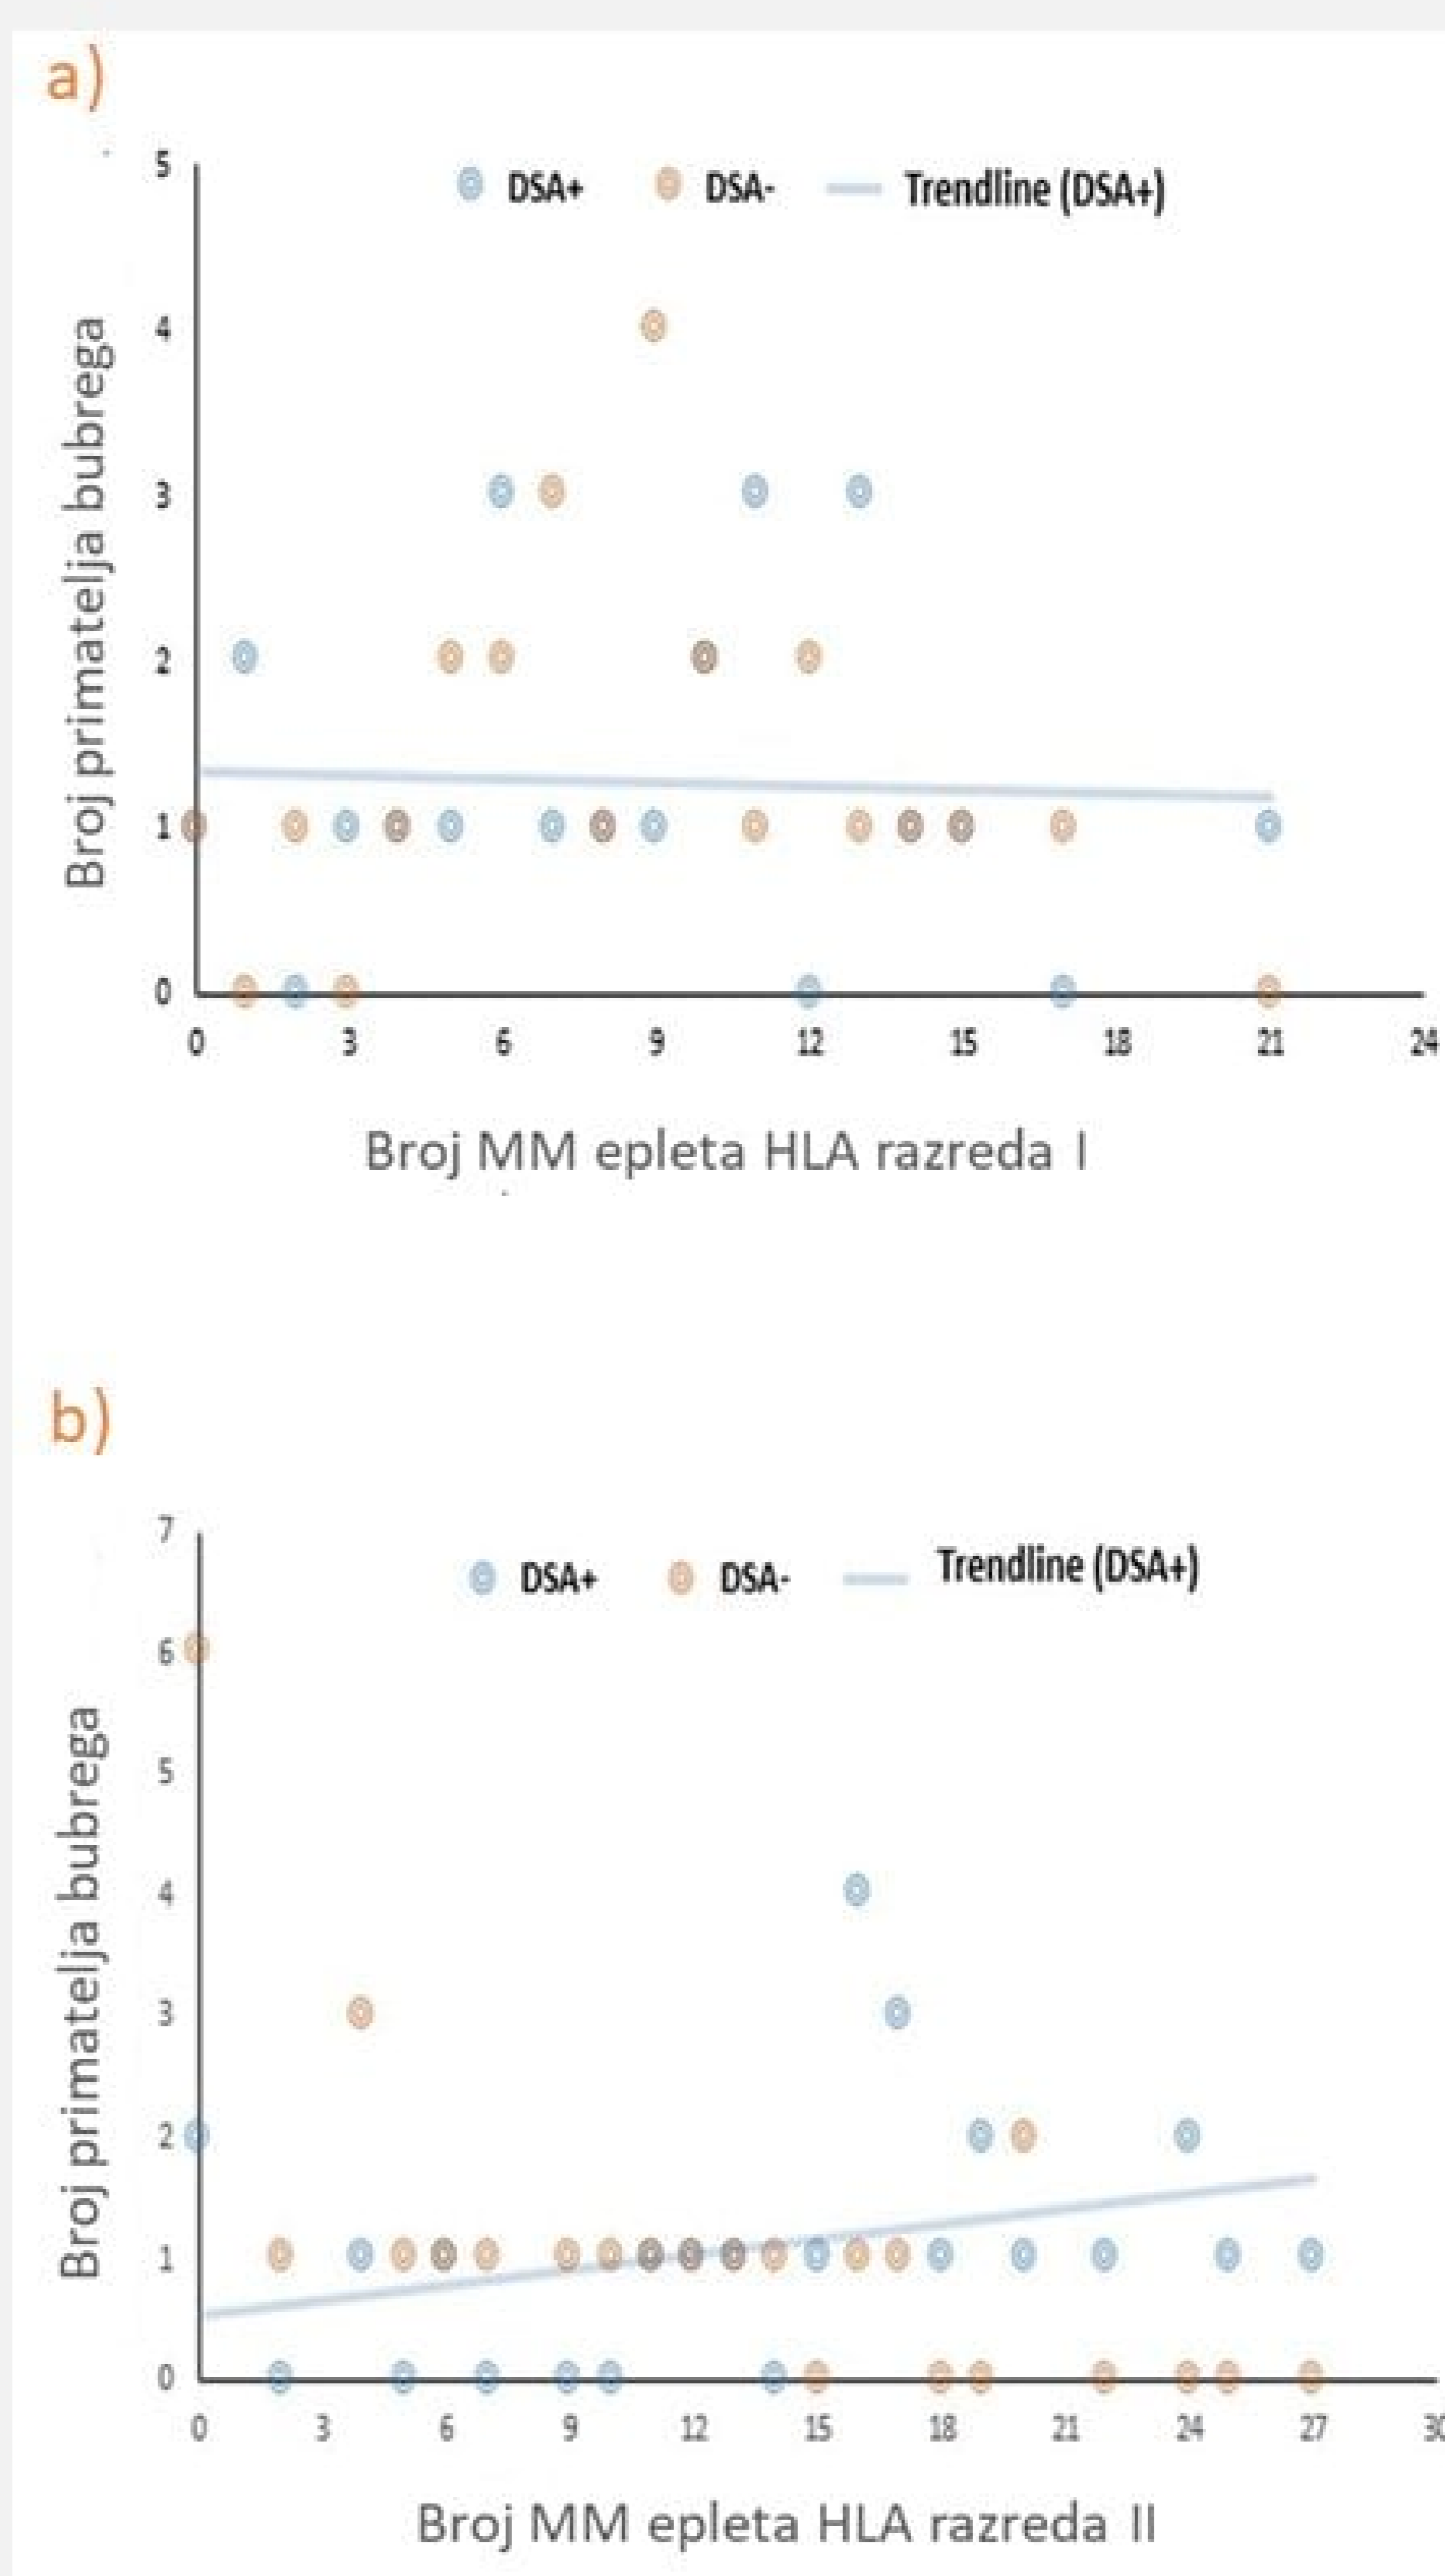 a)
5
DSA+ DSA- Trendline (DSA+)
4
3
2
1
0
Broj primatelja bubrega
0 3 6 9 12 15 18 21 24
Broj MM epleta HLA razreda I
b)
7
DSA+ DSA- Trendline (DSA+)
6
5
4
3
2
1
0
Broj primatelja bubrega
0 3 6 9 12 15 18 21 24 27 30
Broj MM epleta HLA razreda II